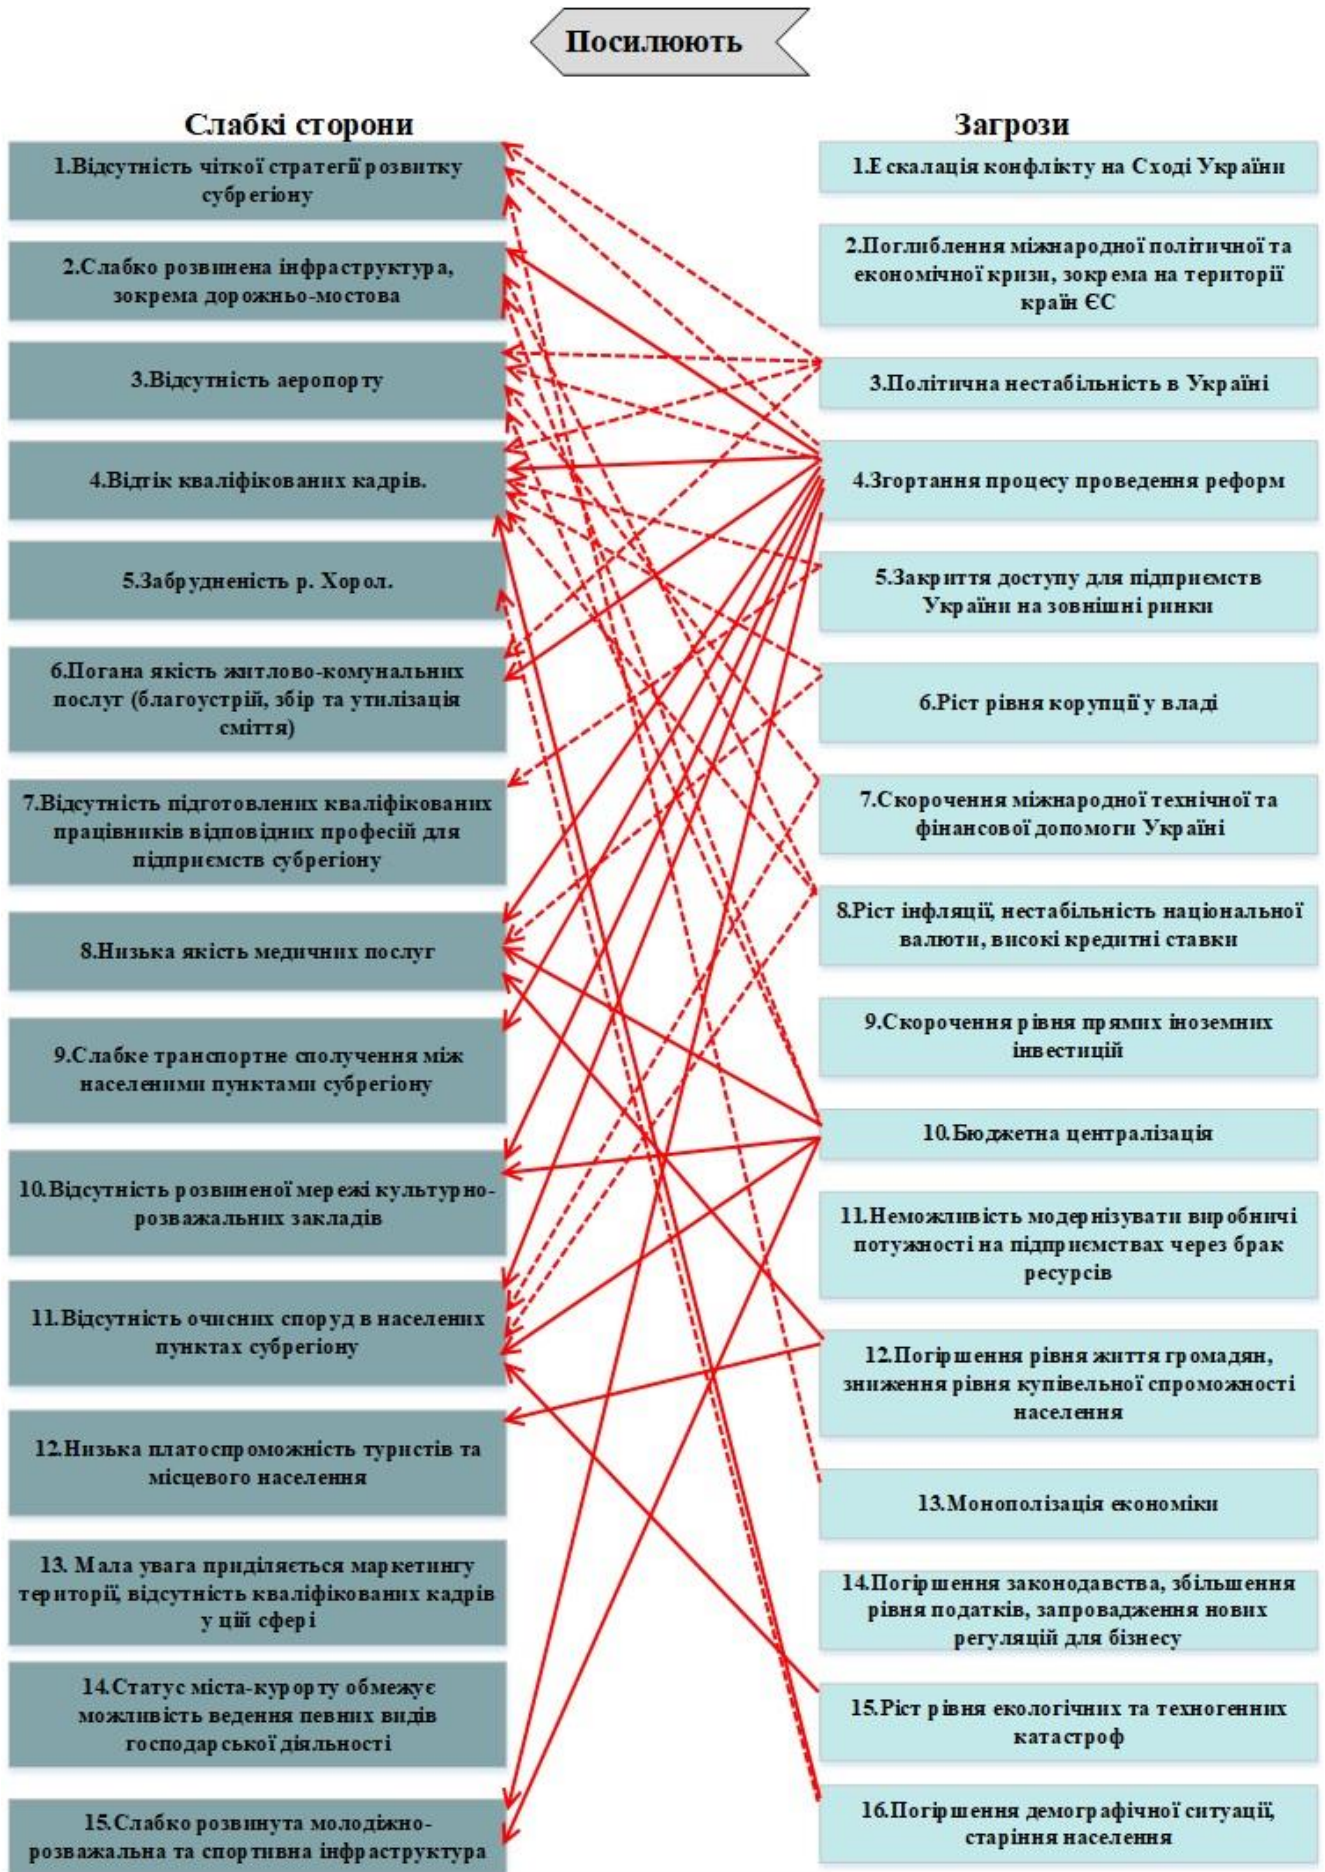 Посилюють
Слабкі сторони
1.Відсутність чіткої стратегії розвитку
субрегіону
2.Слабко розвинена інфраструктура,
зокрема дорожньо-мостова
3.Відсутність аеропорту
4.Відтік кваліфікованих кадрів.
5.Забрудненість р. Хорол.
6.Погана якість житлово-комунальних
послуг (благоустрій, збір та утилізація
сміття)
7.Відсутність підготовлених кваліфікованих
працівників відповідних професій для
підприємств субрегіону
8.Низька якість медичних послуг
9.Слабке транспортне сполучення між
населеними пунктами субрегіону
10.Відсутність розвиненої мережі культурно-
розважальних закладів
11.Відсутність очисних споруд в населених
пунктах субрегіону
12.Низька платоспроможність туристів та
місцевого населення
13. Мала увага приділяється маркетингу
території, відсутність кваліфікованих кадрів
у цій сфері
14.Статус міста-курорту обмежує
можливість ведення певних видів
господарської діяльності
15.Слабко розвинута молодіжно-
розважальна та спортивна інфраструктура
Загрози
1.Ескалація конфлікту на Сході України
2.Поглиблення міжнародної політичної та
економічної кризи, зокрема на території
країн ЄС
3.Політична нестабільність в Україні
4.Згортання процесу проведення реформ
5.Закриття доступу для підприємств
України на зовнішні ринки
6.Ріст рівня корупції у владі
7.Скорочення міжнародної технічної та
фінансової допомоги Україні
8.Ріст інфляції, нестабільність національної
валюти, високі кредитні ставки
9.Скорочення рівня прямих іноземних
інвестицій
10.Бюджетна централізація
11.Неможливість модернізувати виробничі
потужності на підприємствах через брак
ресурсів
12.Погіршення рівня життя громадян,
зниження рівня купівельної спроможності
населення
13.Монополізація економіки
14.Погіршення законодавства, збільшення
рівня податків, запровадження нових
регуляцій для бізнесу
15.Ріст рівня екологічних та техногенних
катастроф
16.Погіршення демографічної ситуації,
старіння населення